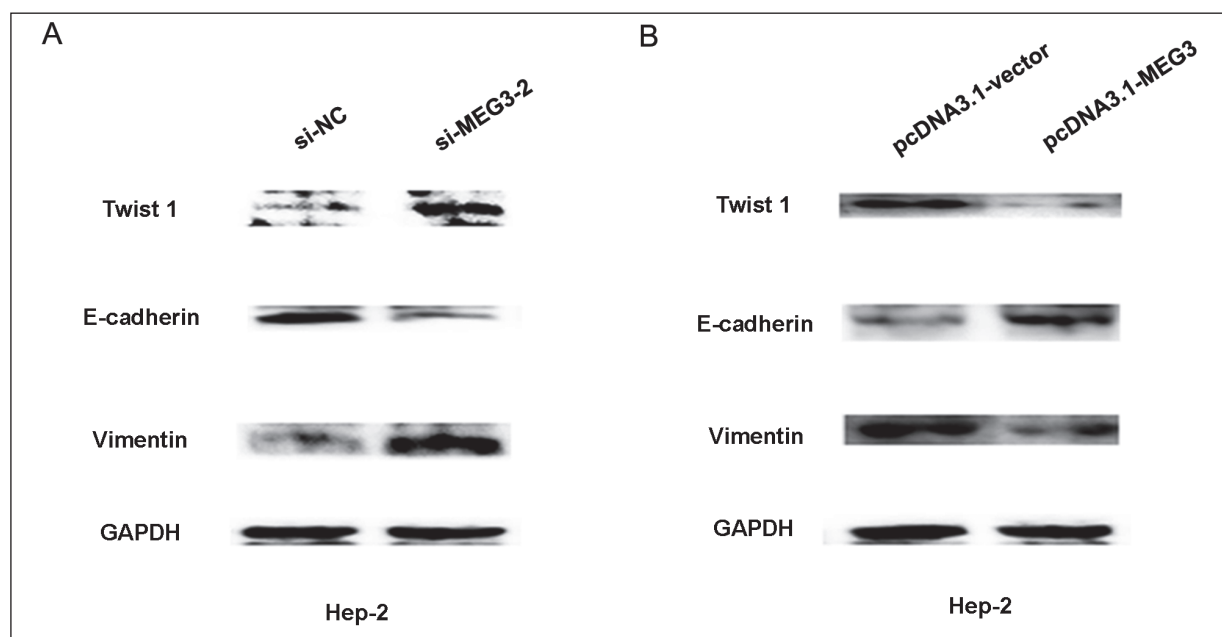 A
si-NC
si-MEG3-2
Twist 1
E-cadherin
Vimentin
GAPDH
Hep-2
B
pcDNA3.1-vector
pcDNA3.1-MEG3
Twist 1
E-cadherin
Vimentin
GAPDH
Hep-2